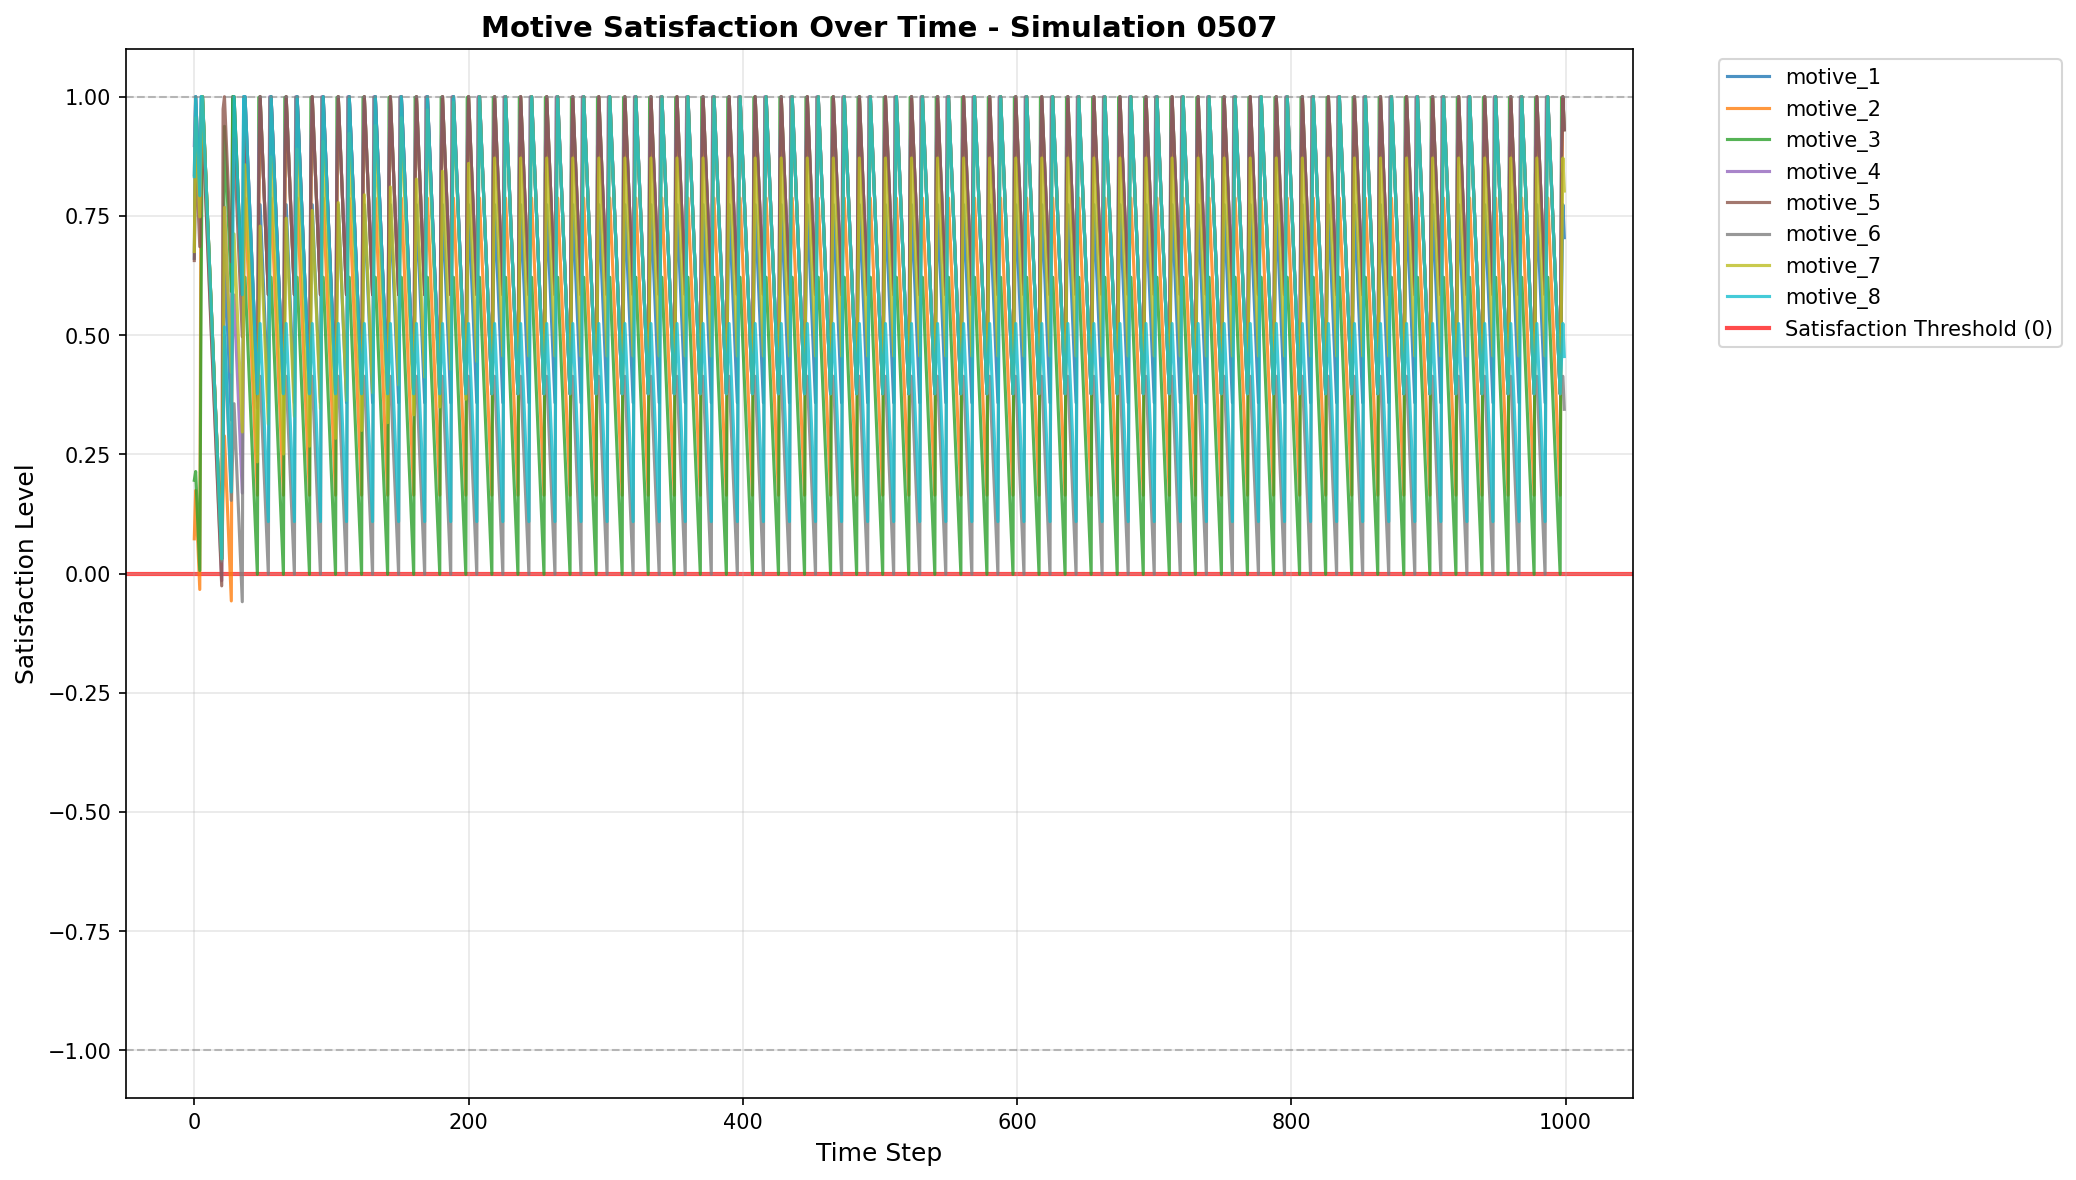 Motive Satisfaction Over Time - Simulation 0507
1.00
0.75
0.50
0.25
0.00
−0.25
−0.50
−0.75
−1.00
Satisfaction Level
0
200
400
600
800
1000
Time Step
motive_1
motive_2
motive_3
motive_4
motive_5
motive_6
motive_7
motive_8
Satisfaction Threshold (0)